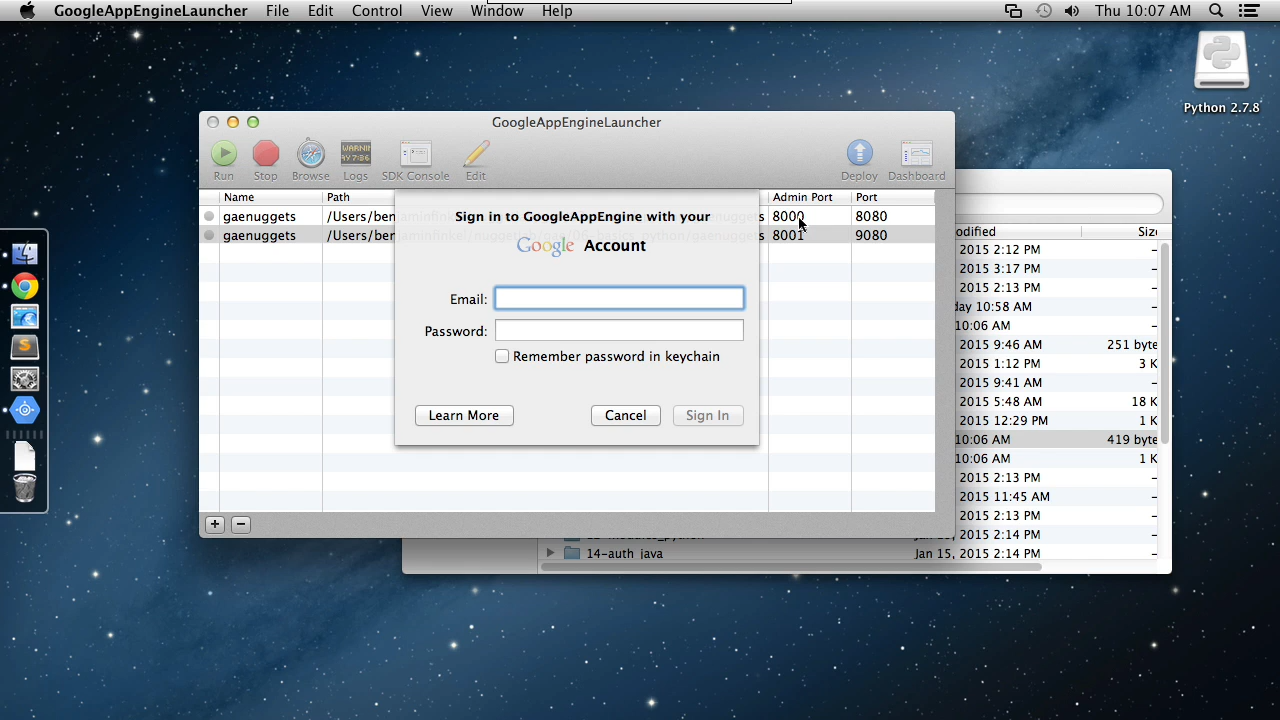 GoogleAppEngineLauncher File Edit Control View Window Help Thu 10:07 AM
Python 2.7.8
GoogleAppEngineLauncher
Run Stop Browse Logs SDK Console Edit Deploy Dashboard
Name Path Admin Port Port
gaenuggets /Users/ben 8000 8080
gaenuggets /Users/ben 8001 9080
Sign in to GoogleAppEngine with your
Google Account
Email:
Password:
Remember password in keychain
Learn More Cancel Sign In
+ −
odified Size
2015 2:12 PM –
2015 3:17 PM –
2015 2:13 PM –
day 10:58 AM –
10:06 AM –
2015 9:46 AM 251 byte
2015 1:12 PM 3 K
2015 9:41 AM –
2015 5:48 AM 18 K
2015 12:29 PM 1 K
10:06 AM 419 byte
10:06 AM 1 K
2015 2:13 PM –
2015 11:45 AM –
2015 2:13 PM –
2015 2:14 PM –
14-auth_java Jan 15, 2015 2:14 PM –